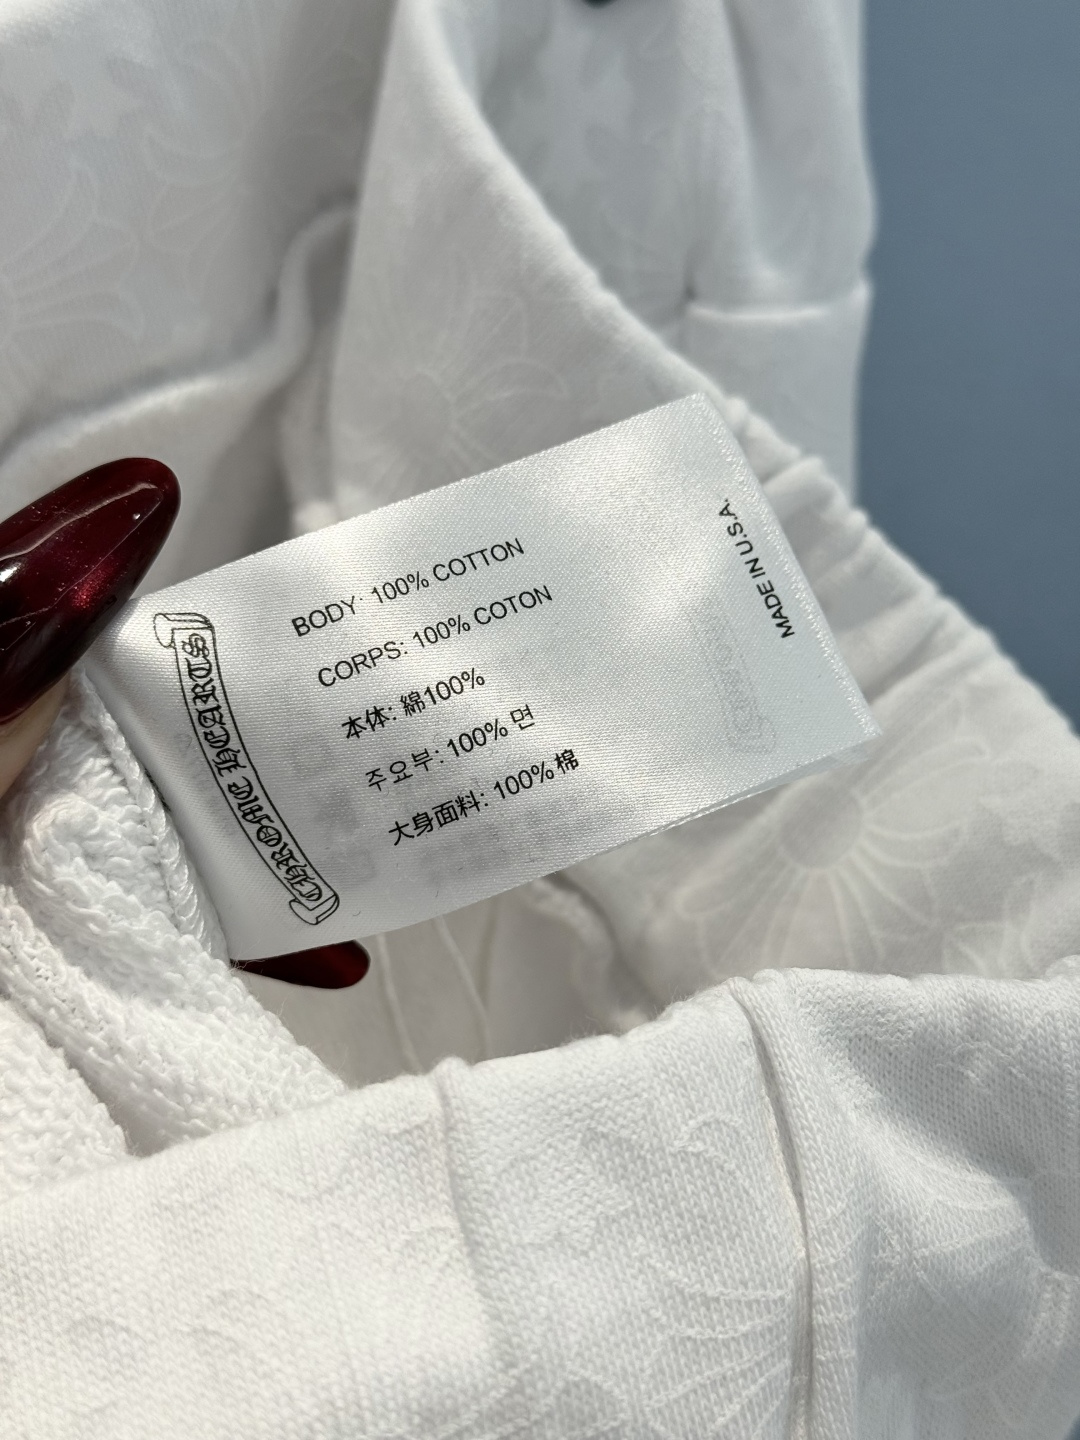 BODY: 100% COTTON
CORPS: 100% COTON
本体: 綿100%
주요부: 100% 면
大身面料: 100% 棉
CHROME HEARTS
MADE IN U.S.A.